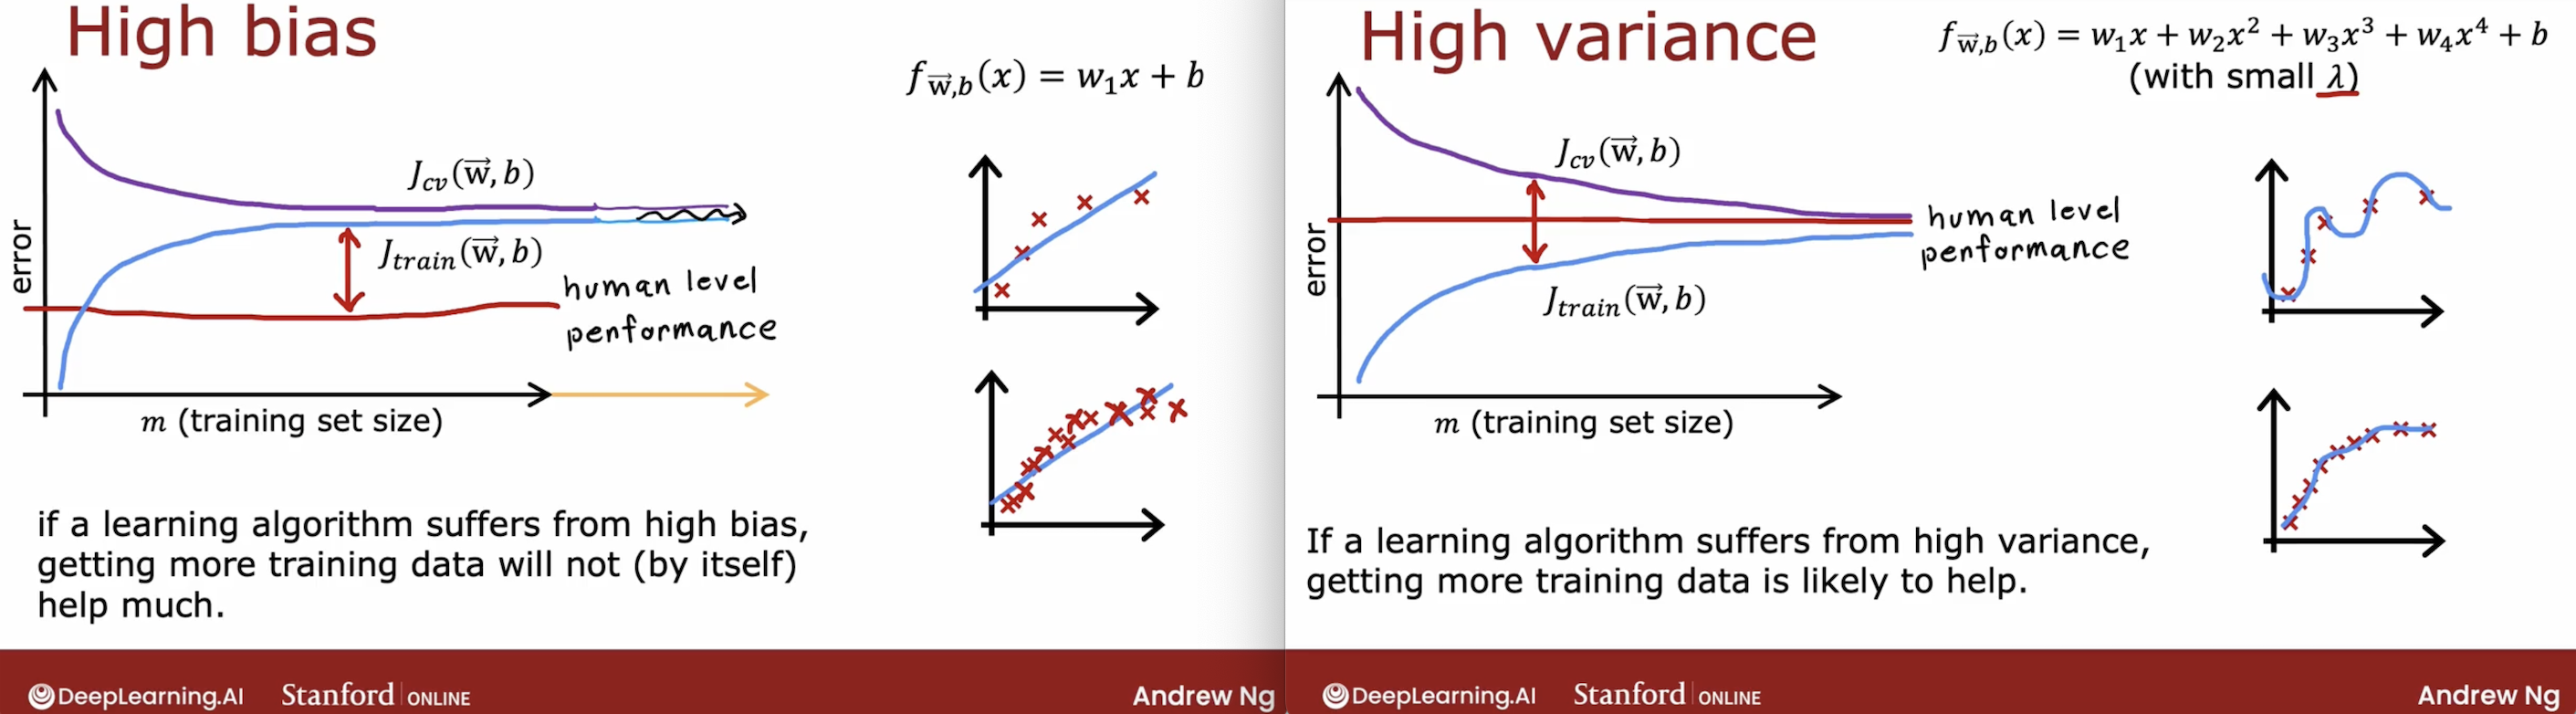 High bias
f_{\vec{w},b}(x) = w_1x + b
J_{cv}(\vec{w}, b)
J_{train}(\vec{w}, b)
human level
performance
error
m (training set size)
if a learning algorithm suffers from high bias,
getting more training data will not (by itself)
help much.
DeepLearning.AI Stanford ONLINE Andrew Ng
High variance
f_{\vec{w},b}(x) = w_1x + w_2x^2 + w_3x^3 + w_4x^4 + b
(with small λ)
J_{cv}(\vec{w}, b)
human level
performance
J_{train}(\vec{w}, b)
error
m (training set size)
If a learning algorithm suffers from high variance,
getting more training data is likely to help.
DeepLearning.AI Stanford ONLINE Andrew Ng